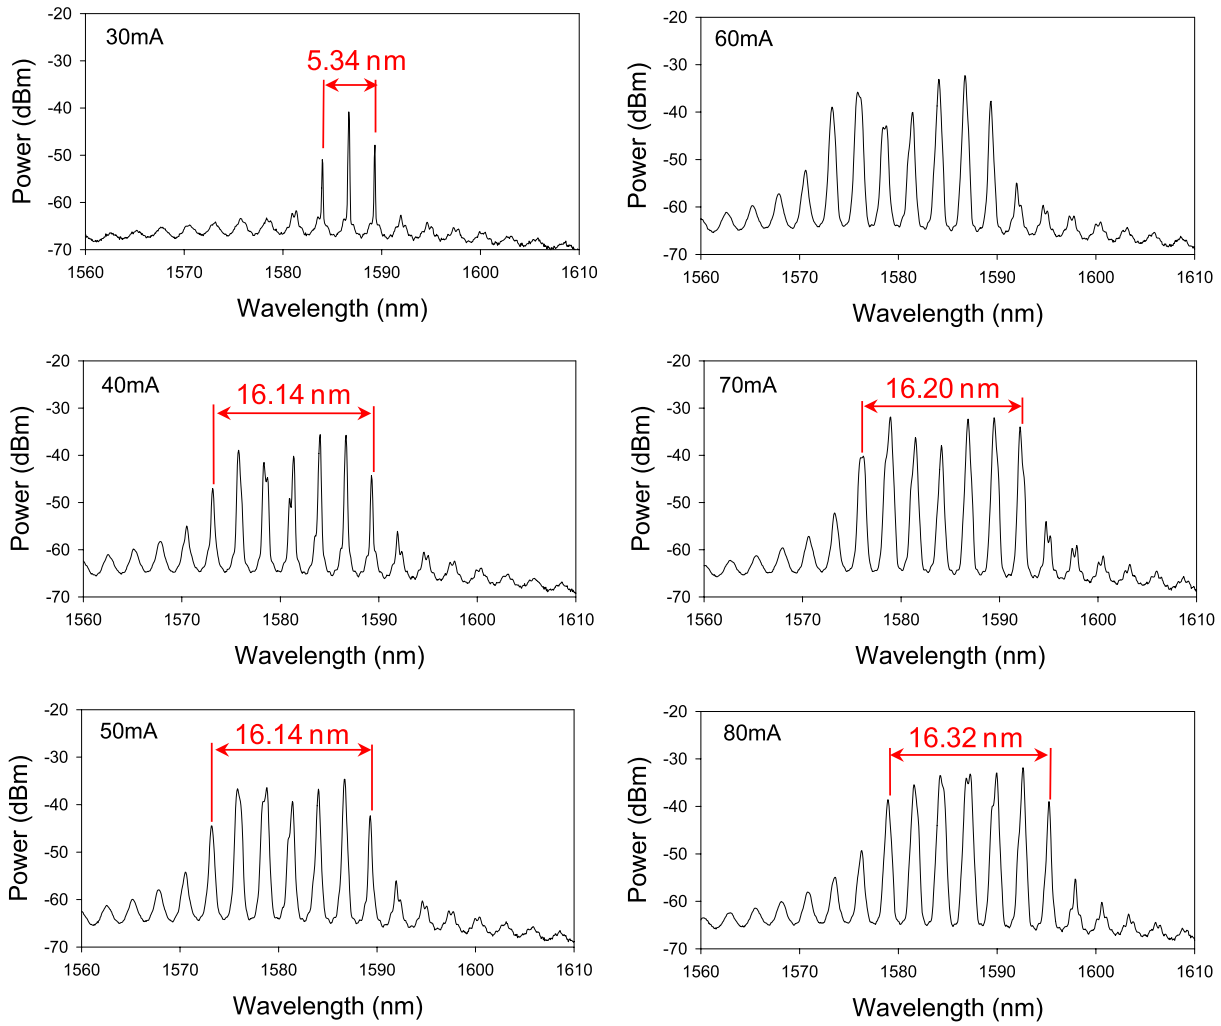 -20
-30
-40
-50
-60
-70
Power (dBm)
30mA
5.34 nm
1560 1570 1580 1590 1600 1610
Wavelength (nm)
-20
-30
-40
-50
-60
-70
Power (dBm)
60mA
1560 1570 1580 1590 1600 1610
Wavelength (nm)
-20
-30
-40
-50
-60
-70
Power (dBm)
40mA
16.14 nm
1560 1570 1580 1590 1600 1610
Wavelength (nm)
-20
-30
-40
-50
-60
-70
Power (dBm)
70mA
16.20 nm
1560 1570 1580 1590 1600 1610
Wavelength (nm)
-20
-30
-40
-50
-60
-70
Power (dBm)
50mA
16.14 nm
1560 1570 1580 1590 1600 1610
Wavelength (nm)
-20
-30
-40
-50
-60
-70
Power (dBm)
80mA
16.32 nm
1560 1570 1580 1590 1600 1610
Wavelength (nm)